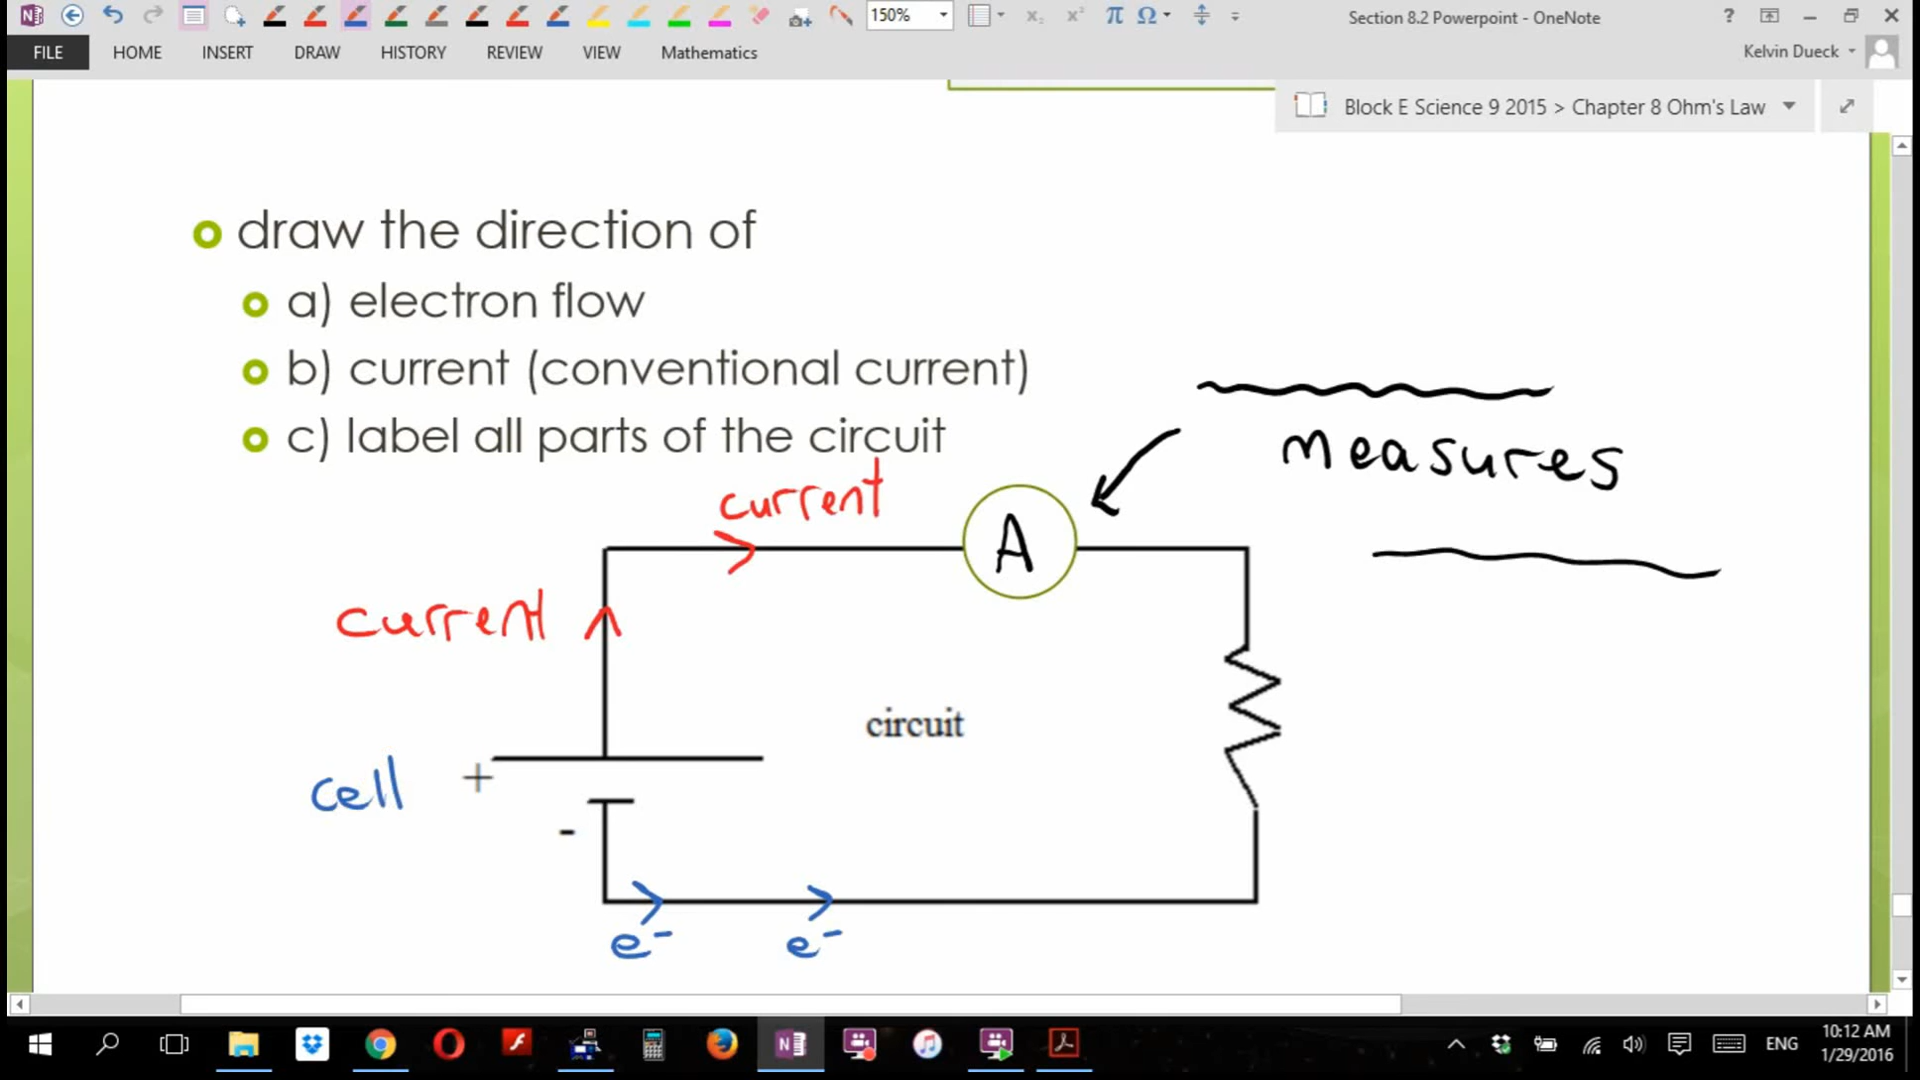 150%
x₂
x²
π
Ω
Section 8.2 Powerpoint - OneNote
?
FILE
HOME
INSERT
DRAW
HISTORY
REVIEW
VIEW
Mathematics
Kelvin Dueck
Block E Science 9 2015 > Chapter 8 Ohm's Law
draw the direction of
a) electron flow
b) current (conventional current)
c) label all parts of the circuit
measures
current
A
current
circuit
cell
+
-
e⁻
e⁻
ENG
10:12 AM
1/29/2016